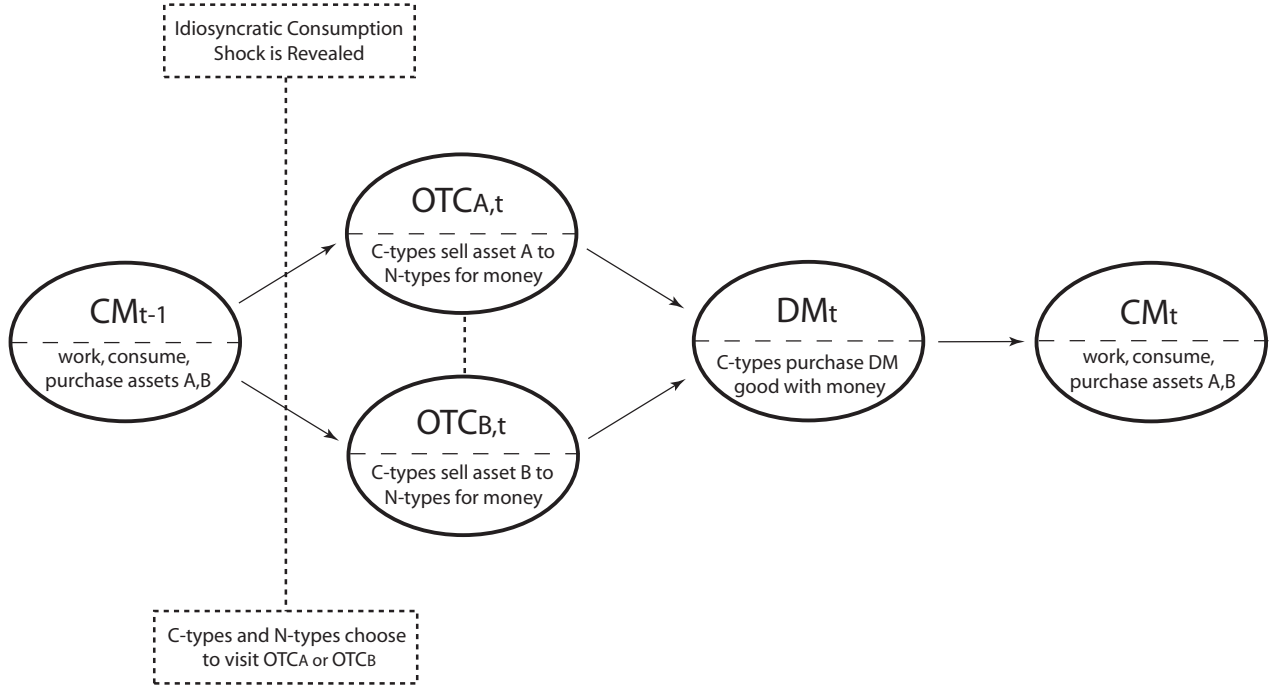 Idiosyncratic Consumption
Shock is Revealed
OTCA,t
C-types sell asset A to
N-types for money
CMt-1
work, consume,
purchase assets A,B
DMt
C-types purchase DM
good with money
CMt
work, consume,
purchase assets A,B
OTCB,t
C-types sell asset B to
N-types for money
C-types and N-types choose
to visit OTCA or OTCB